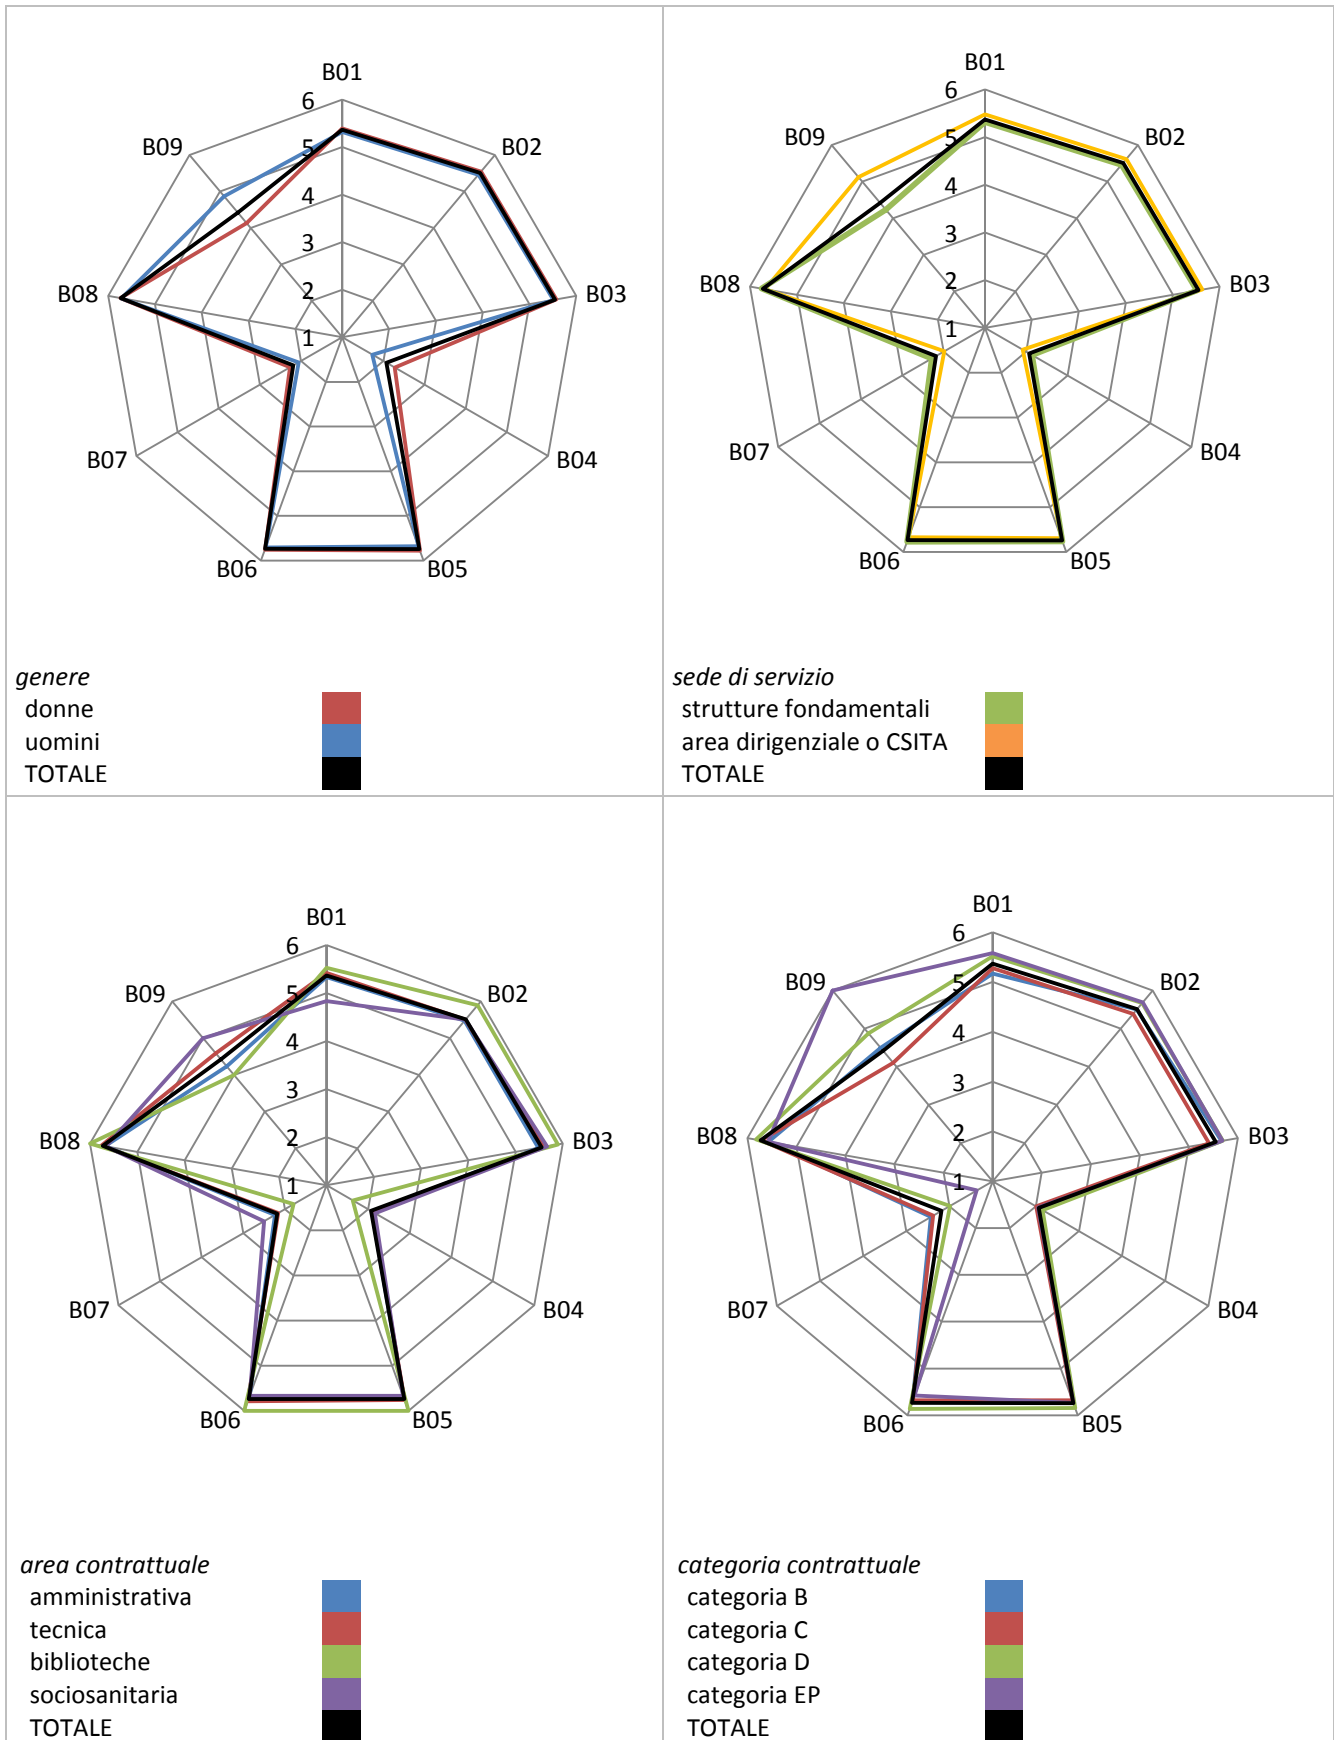 B01
6
B09
B02
5
4
3
2
B08
B03
1
B07
B04
B06
B05
genere
donne
uomini
TOTALE
B01
6
B09
B02
5
4
3
2
B08
B03
1
B07
B04
B06
B05
sede di servizio
strutture fondamentali
area dirigenziale o CSITA
TOTALE
B01
6
B09
B02
5
4
3
2
B08
B03
1
B07
B04
B06
B05
area contrattuale
amministrativa
tecnica
biblioteche
sociosanitaria
TOTALE
B01
6
B09
B02
5
4
3
2
B08
B03
1
B07
B04
B06
B05
categoria contrattuale
categoria B
categoria C
categoria D
categoria EP
TOTALE